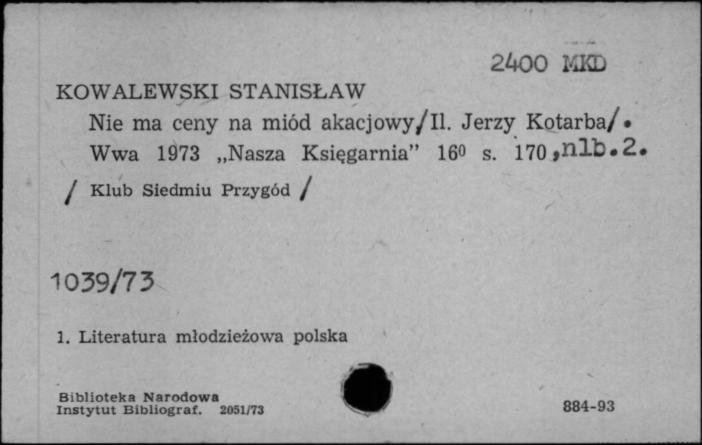 2400 MKD
KOWALEWSKI STANISŁAW
Nie ma ceny na miód akacjowy/Il. Jerzy Kotarba/.
Wwa 1973 „Nasza Księgarnia” 16⁰ s. 170,nlb.2.
/ Klub Siedmiu Przygód /
1039/73
1. Literatura młodzieżowa polska
Biblioteka Narodowa
Instytut Bibliograf. 2051/73
884-93